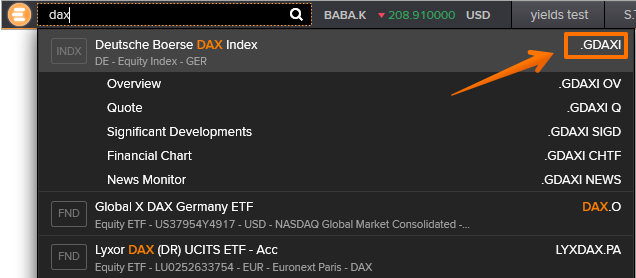 dax BABA.K ▼ 208.910000 USD yields test S.
INDX Deutsche Boerse DAX Index .GDAXI
DE - Equity Index - GER
Overview .GDAXI OV
Quote .GDAXI Q
Significant Developments .GDAXI SIGD
Financial Chart .GDAXI CHTF
News Monitor .GDAXI NEWS
FND Global X DAX Germany ETF DAX.O
Equity ETF - US37954Y4917 - USD - NASDAQ Global Market Consolidated -...
FND Lyxor DAX (DR) UCITS ETF - Acc LYXDAX.PA
Equity ETF - LU0252633754 - EUR - Euronext Paris - DAX